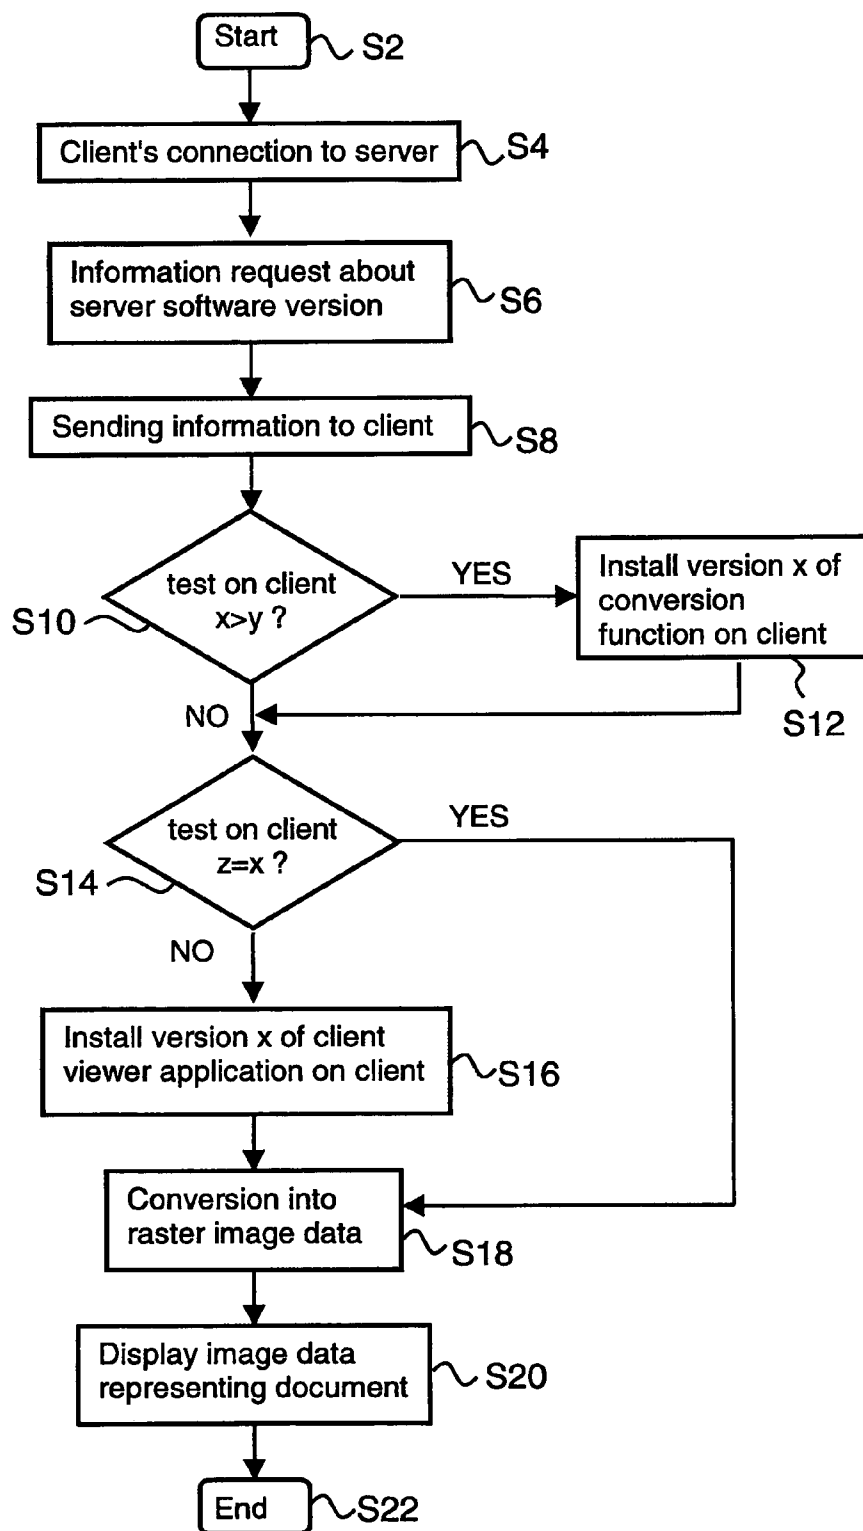 Start
S2
Client's connection to server
S4
Information request about
server software version
S6
Sending information to client
S8
test on client
x>y ?
S10
YES
Install version x of
conversion
function on client
S12
NO
test on client
z=x ?
S14
YES
NO
Install version x of client
viewer application on client
S16
Conversion into
raster image data
S18
Display image data
representing document
S20
End
S22